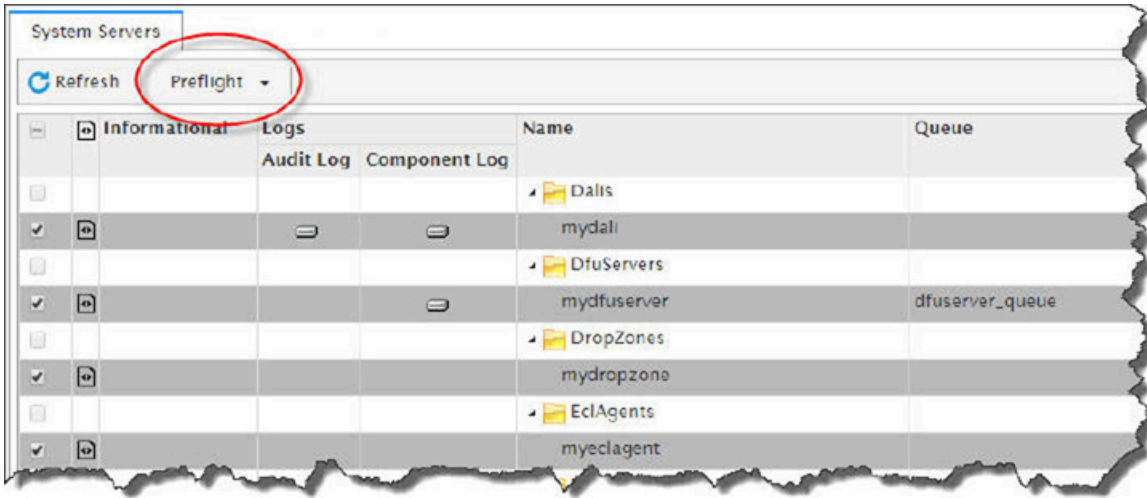 System Servers
Refresh Preflight
Informational Logs Name Queue
Audit Log Component Log
Dalis
mydali
DfuServers
mydfuserver dfuserver_queue
DropZones
mydropzone
EclAgents
myeclagent